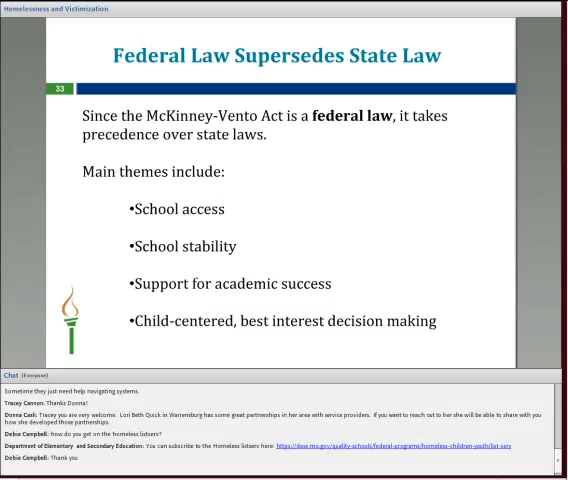 Homelessness and Victimization
Federal Law Supersedes State Law
33
Since the McKinney-Vento Act is a federal law, it takes
precedence over state laws.
Main themes include:
•School access
•School stability
•Support for academic success
•Child-centered, best interest decision making
Chat (Everyone)
Sometime they just need help navigating systems.
Tracey Cannon: Thanks Donna!
Donna Cash: Tracey you are very welcome. Lori Beth Quick in Warrensburg has some great partnerships in her area with service providers. If you want to reach out to her she will be able to share with you
how she developed those partnerships.
Debie Campbell: how do you get on the homeless listserv?
Department of Elementary and Secondary Education: You can subscribe to the Homeless listserv here: https://dese.mo.gov/quality-schools/federal-programs/homeless-children-youth/list-serv
Debie Campbell: Thank you